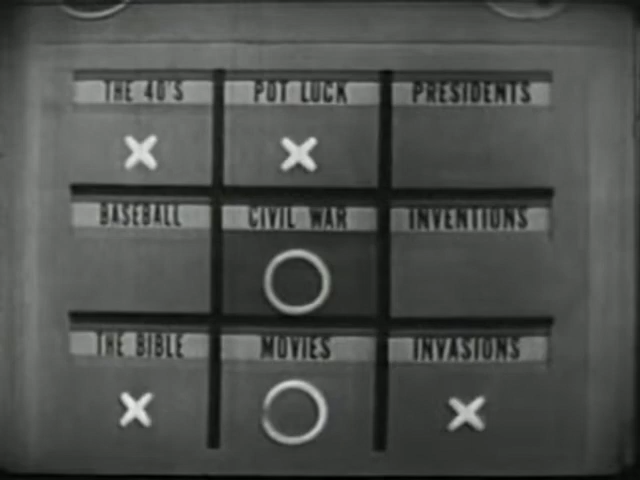 THE 40'S POT LUCK PRESIDENTS
X X
BASEBALL CIVIL WAR INVENTIONS
O
THE BIBLE MOVIES INVASIONS
X O X